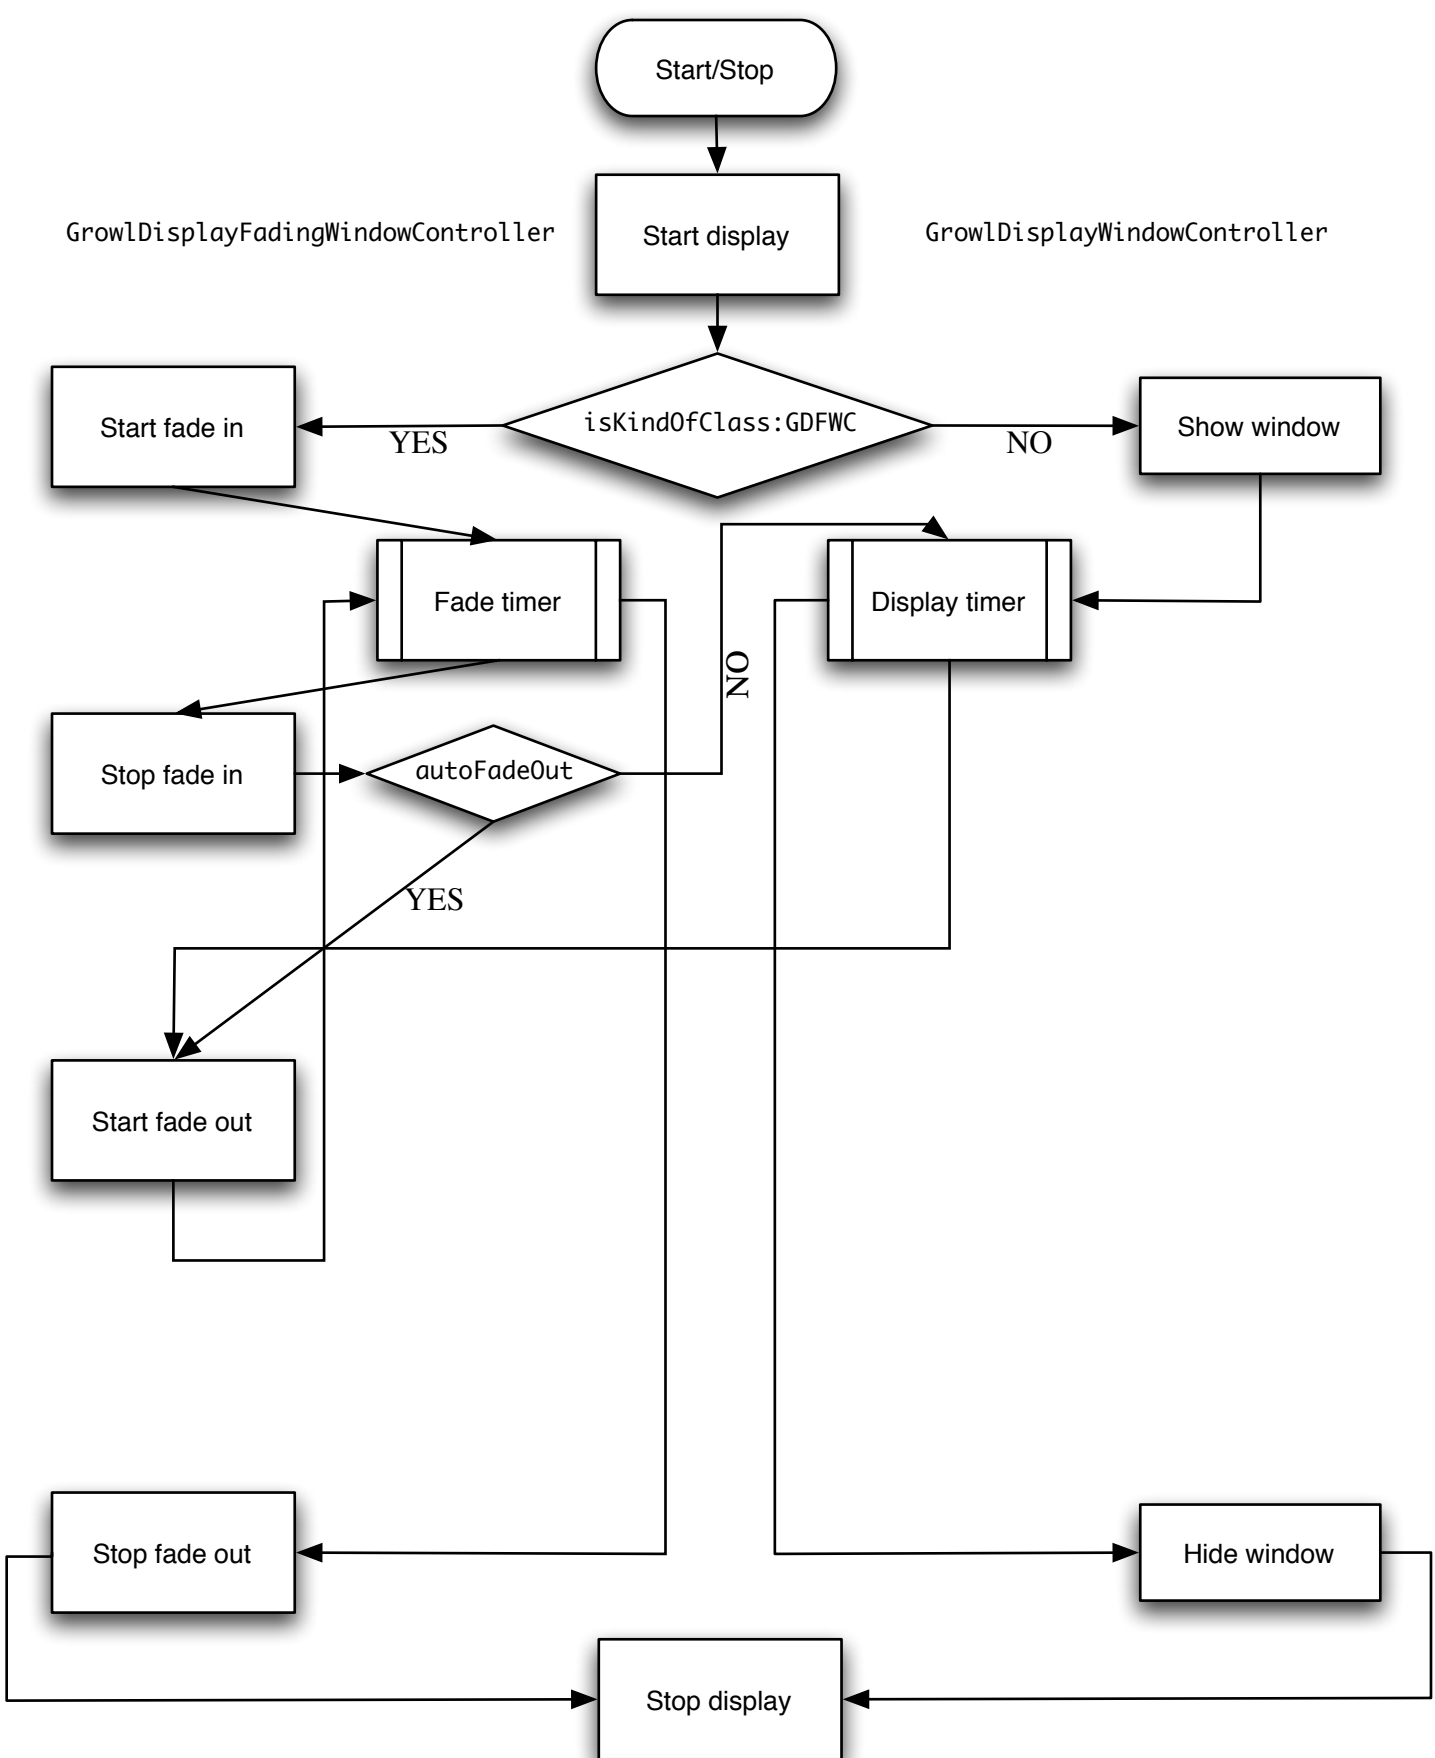 Start/Stop
GrowlDisplayFadingWindowController
Start display
GrowlDisplayWindowController
Start fade in
YES
isKindOfClass:GDFWC
NO
Show window
Fade timer
Display timer
NO
Stop fade in
autoFadeOut
YES
Start fade out
Stop fade out
Hide window
Stop display